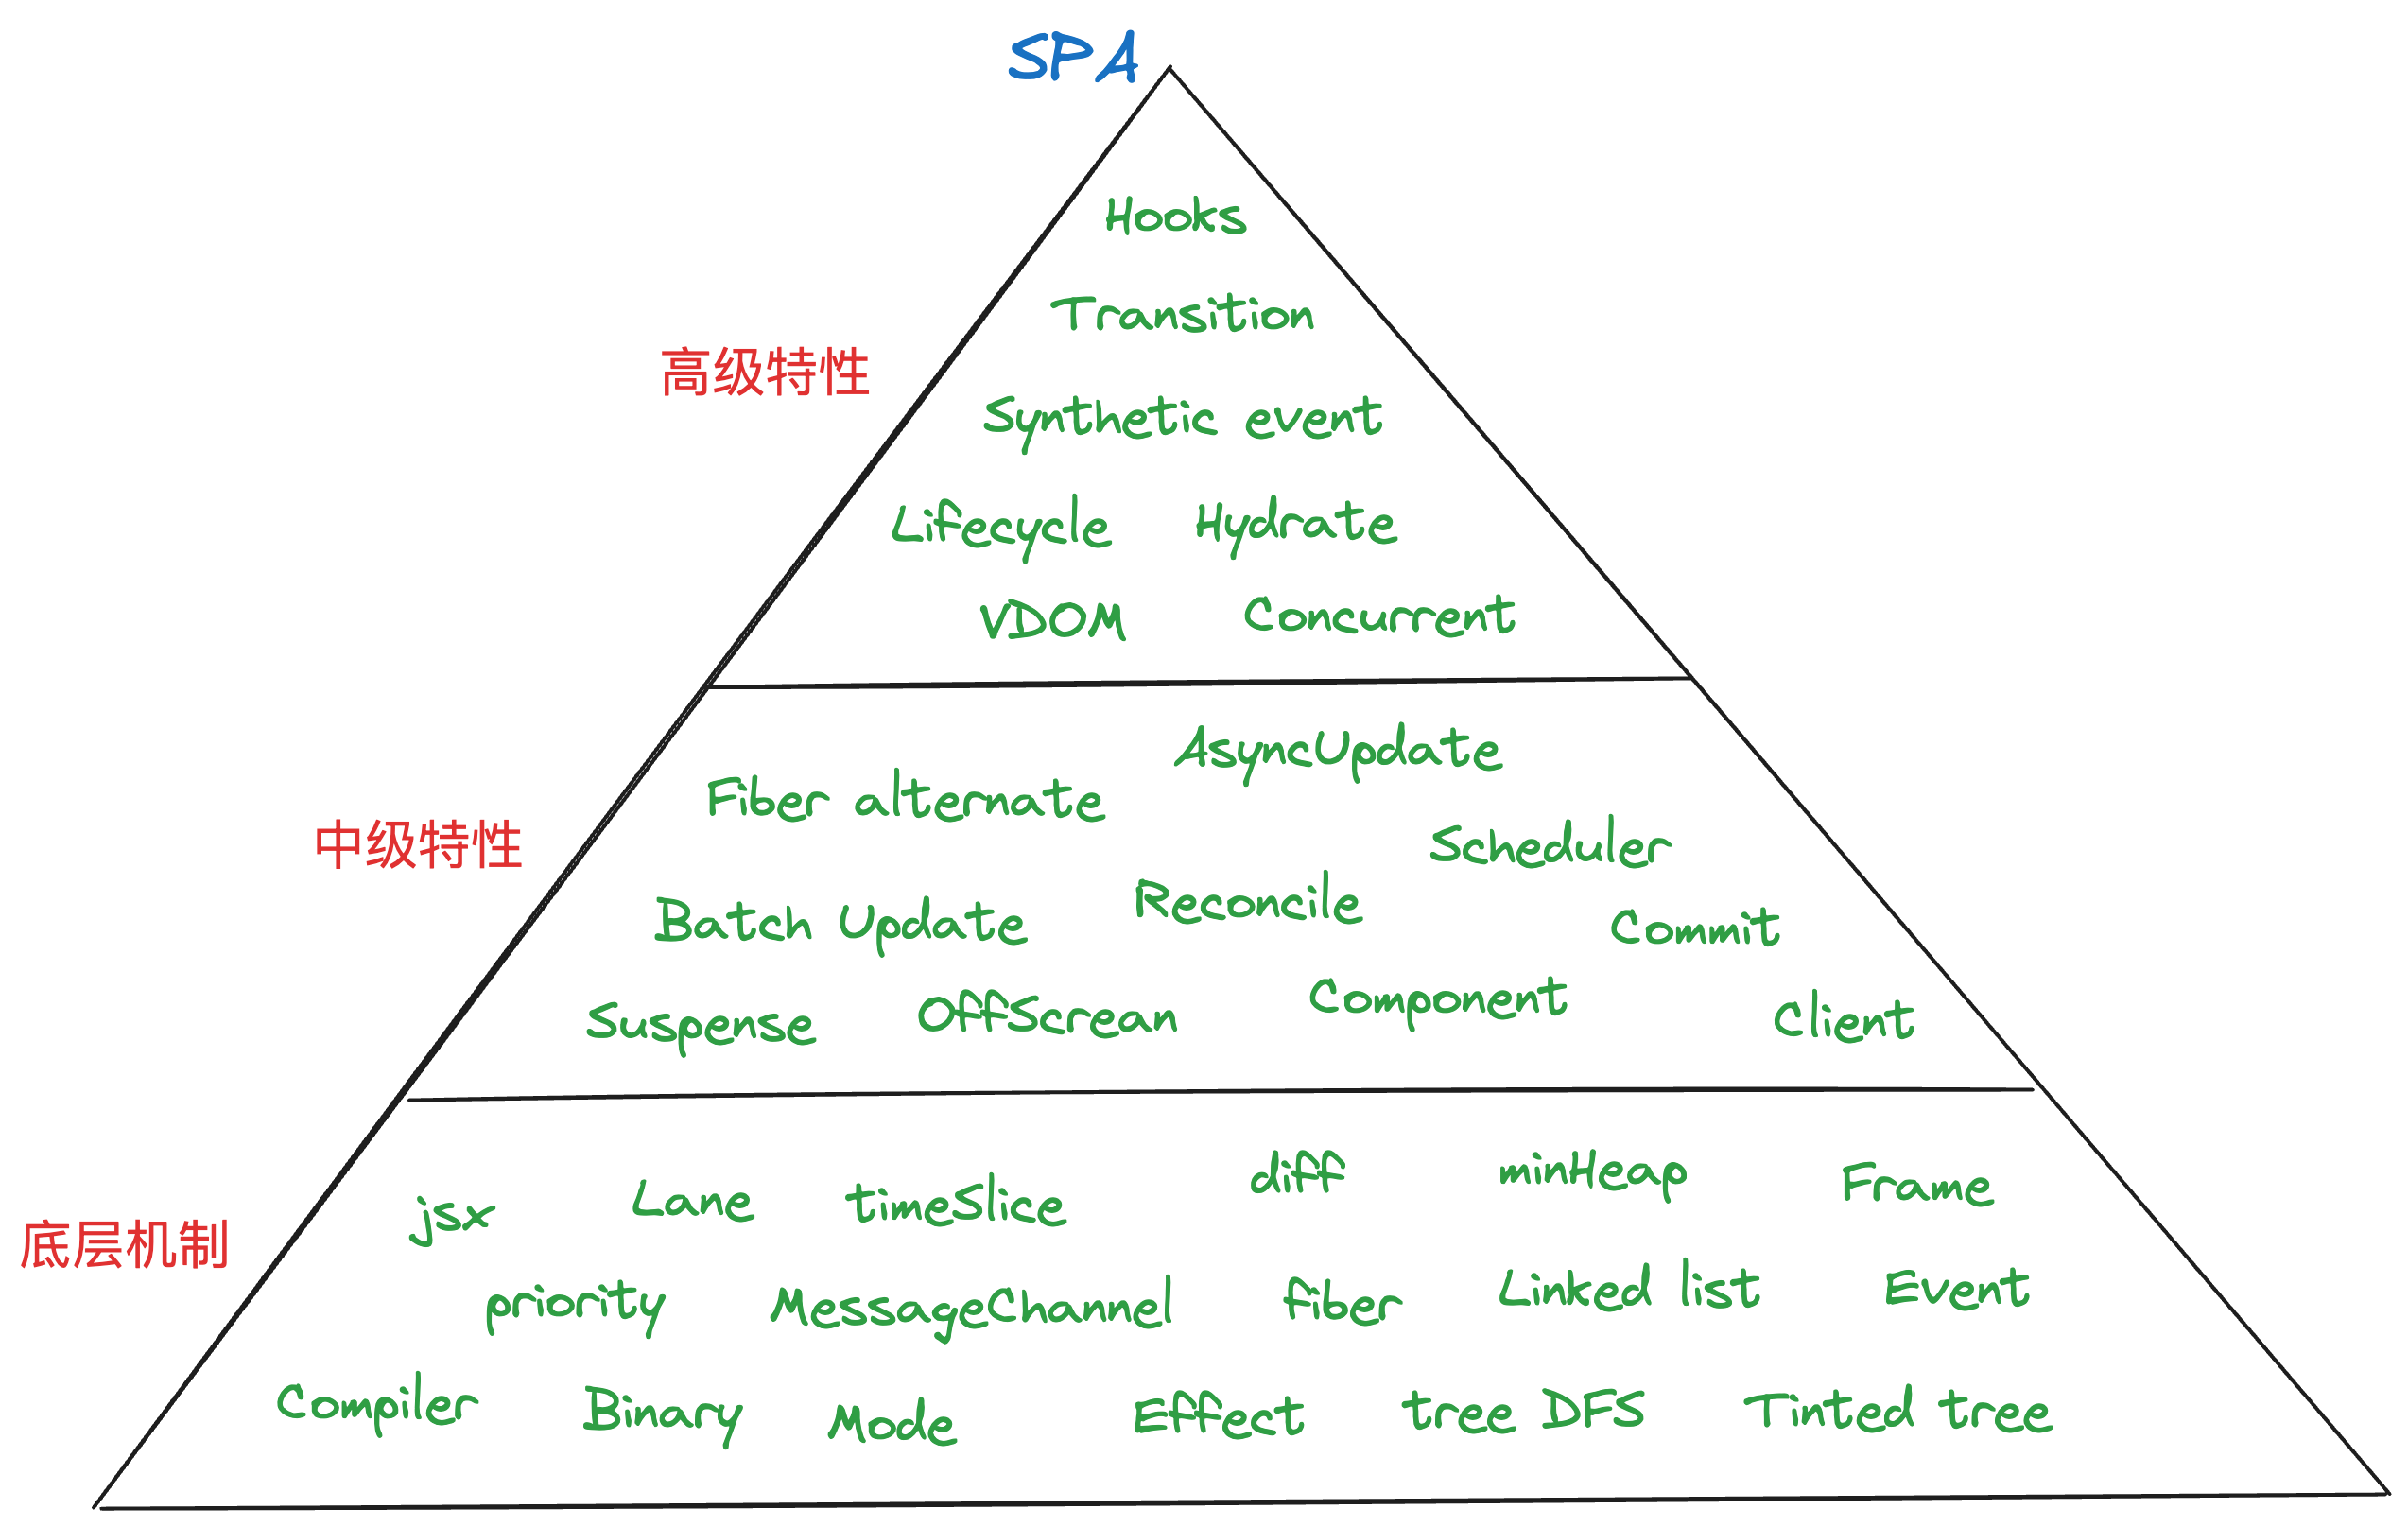 SPA
Hooks
Transition
高级特性
Synthetic event
Lifecycle Hydrate
VDOM Concurrent
AsyncUpdate
Fiber alternate
中级特性
Scheduler
Reconcile
Batch Update
Commit
Component
Suspense
OffScrean
Client
diff
minHeap
Frame
jsx
Lane
timeSlice
底层机制
priority
MessageChannel
fiber
Linked list
Event
Compiler
Binary
Mode
Effect
tree DFS
Tinted tree